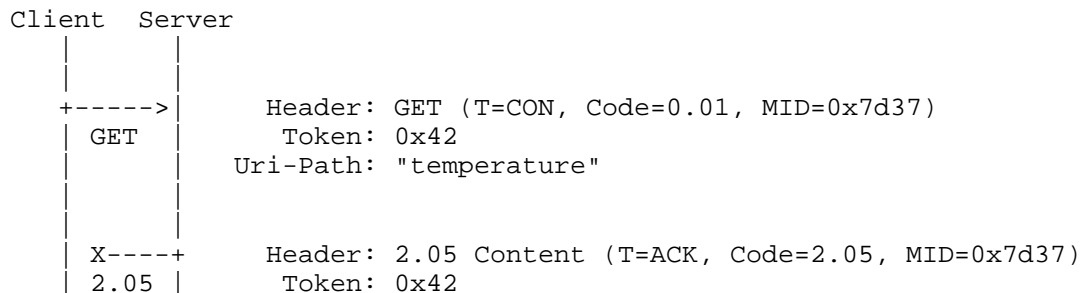 Client  Server
   |      |
   |      |
   +----->|     Header: GET (T=CON, Code=0.01, MID=0x7d37)
   | GET  |      Token: 0x42
   |      |   Uri-Path: "temperature"
   |      |
   |      |
   | X----+     Header: 2.05 Content (T=ACK, Code=2.05, MID=0x7d37)
   | 2.05 |      Token: 0x42